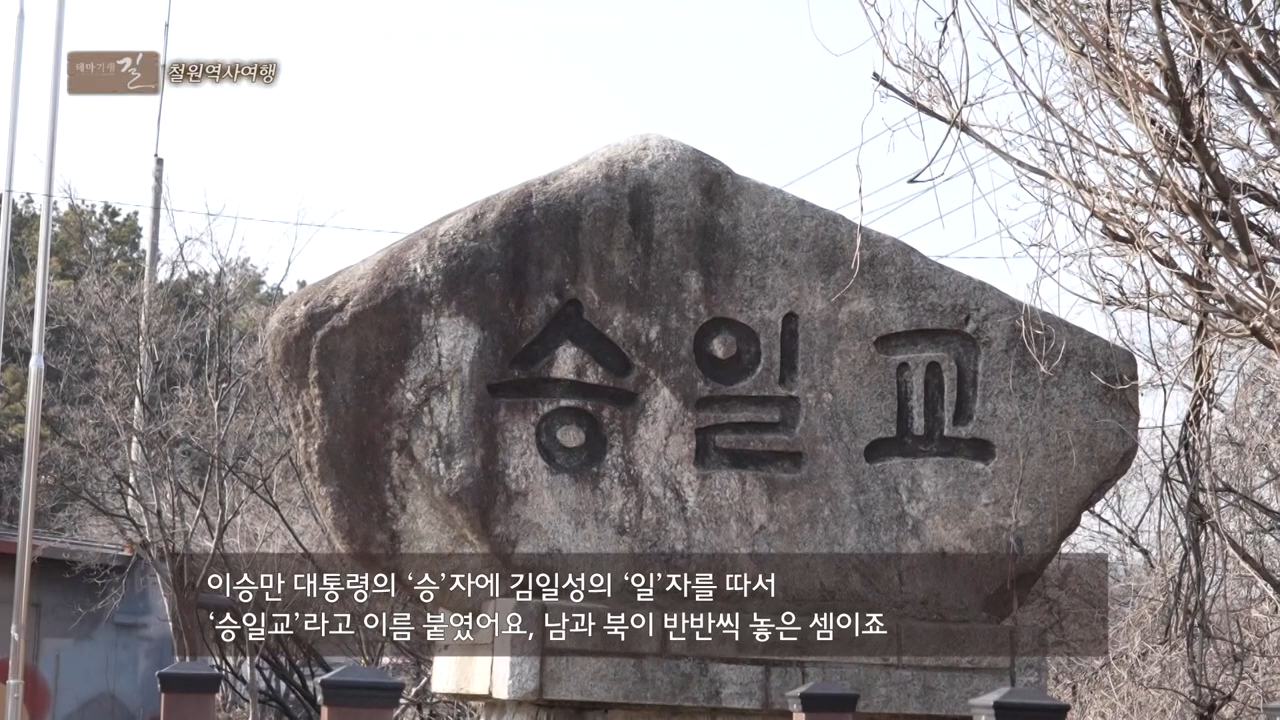 테마기행
길
철원역사여행
승일교
이승만 대통령의 ‘승’자에 김일성의 ‘일’자를 따서
‘승일교’라고 이름 붙였어요, 남과 북이 반반씩 놓은 셈이죠